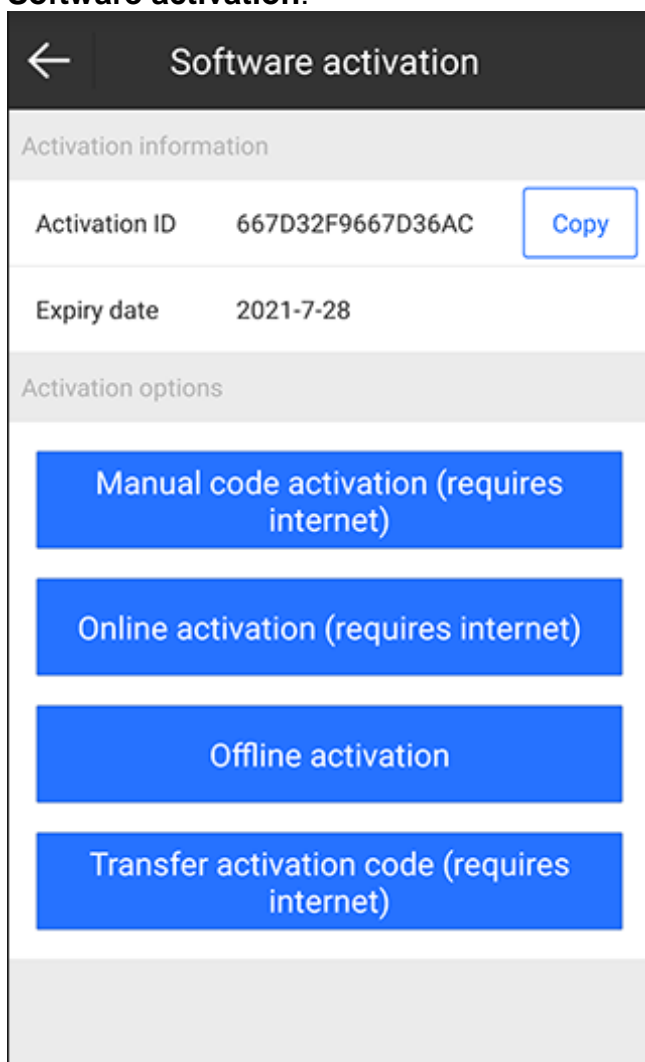 Software activation.
Software activation
Activation information
Activation ID 667D32F9667D36AC Copy
Expiry date 2021-7-28
Activation options
Manual code activation (requires
internet)
Online activation (requires internet)
Offline activation
Transfer activation code (requires
internet)